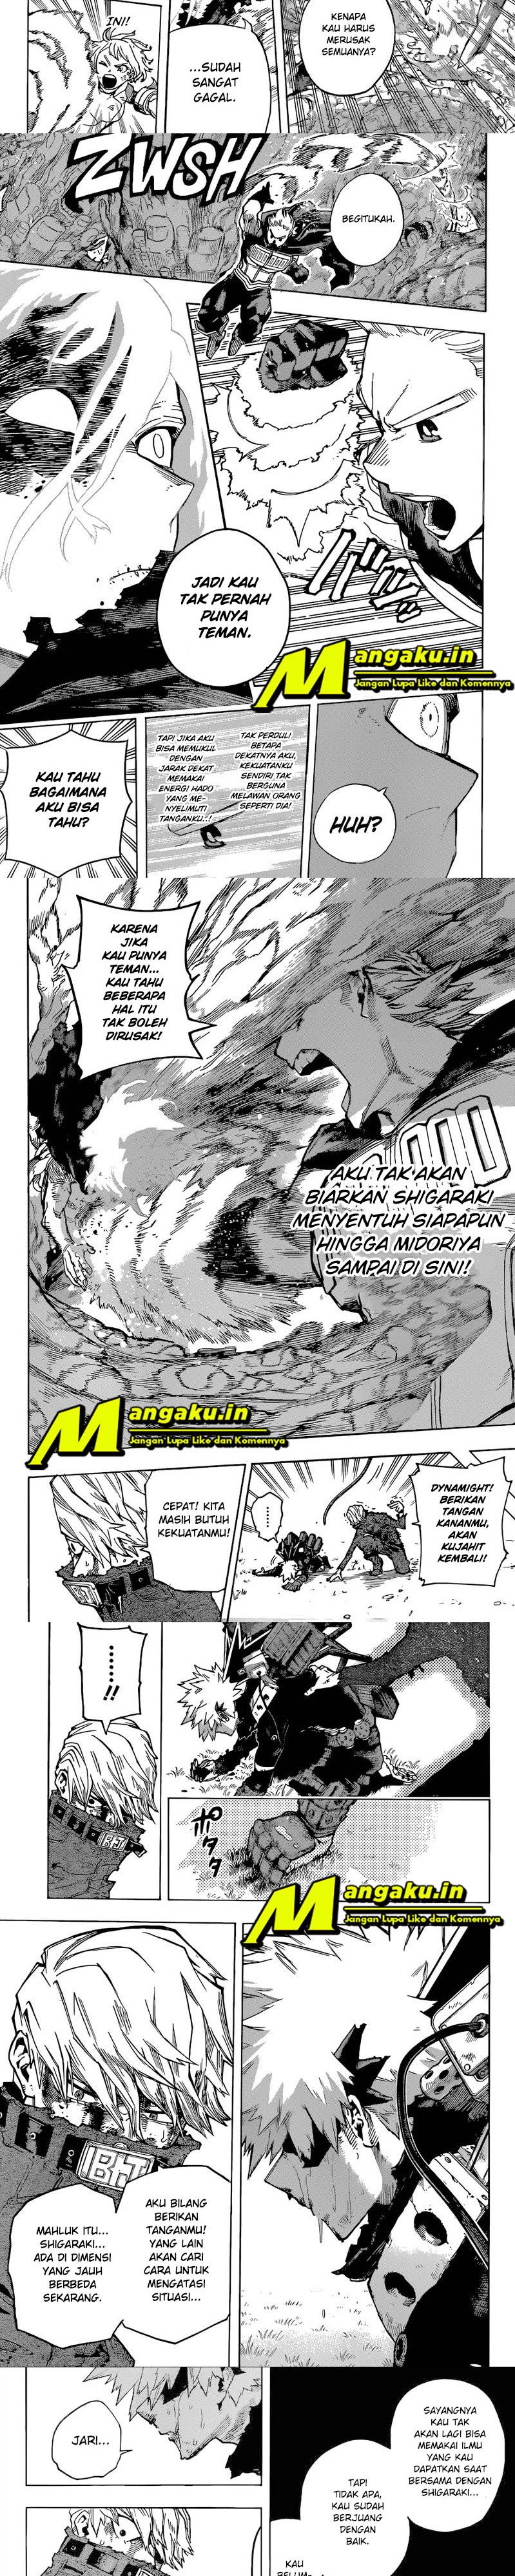 KENAPA
KAU HARUS
MERUSAK
SEMUANYA?
...SUDAH
SANGAT
GAGAL.
INI!
ZWSH
BEGITUKAH.
JADI KAU
TAK PERNAH
PUNYA
TEMAN.
Mangaku.in
Jangan Lupa Like dan Komennya
HUH?
TAK PERDULI
BETAPA
DEKATNYA AKU,
KEKUATANKU
SENDIRI TAK
BERGUNA
MELAWAN ORANG
SEPERTI DIA!
TAPI JIKA AKU
BISA MEMUKUL
DENGAN
JARAK DEKAT
MEMAKAI
ENERGI HADO
YANG ME-
NYELIMUTI
TANGANKU..!
KAU TAHU
BAGAIMANA
AKU BISA
TAHU?
KARENA
JIKA
KAU PUNYA
TEMAN...
KAU TAHU
BEBERAPA
HAL ITU
TAK BOLEH
DIRUSAK!
AKU TAK AKAN
BIARKAN SHIGARAKI
MENYENTUH SIAPAPUN
HINGGA MIDORIYA
SAMPAI DI SINI!
Mangaku.in
Jangan Lupa Like dan Komennya
DYNAMIGHT!
BERIKAN
TANGAN
KANANMU,
AKAN
KUJAHIT
KEMBALI!
CEPAT! KITA
MASIH BUTUH
KEKUATANMU!
......!!
ポタタ
Mangaku.in
Jangan Lupa Like dan Komennya
AKU BILANG
BERIKAN
TANGANMU!
YANG LAIN
AKAN CARI
CARA UNTUK
MENGATASI
SITUASI...
MAHLUK ITU...
SHIGARAKI...
ADA DI DIMENSI
YANG JAUH
BERBEDA
SEKARANG.
SAYANGNYA
KAU TAK
AKAN LAGI BISA
MEMAKAI ILMU
YANG KAU
DAPATKAN SAAT
BERSAMA DENGAN
SHIGARAKI...
TAPI
TIDAK APA,
KAU SUDAH
BERJUANG
DENGAN
BAIK.
KAU
JARI...